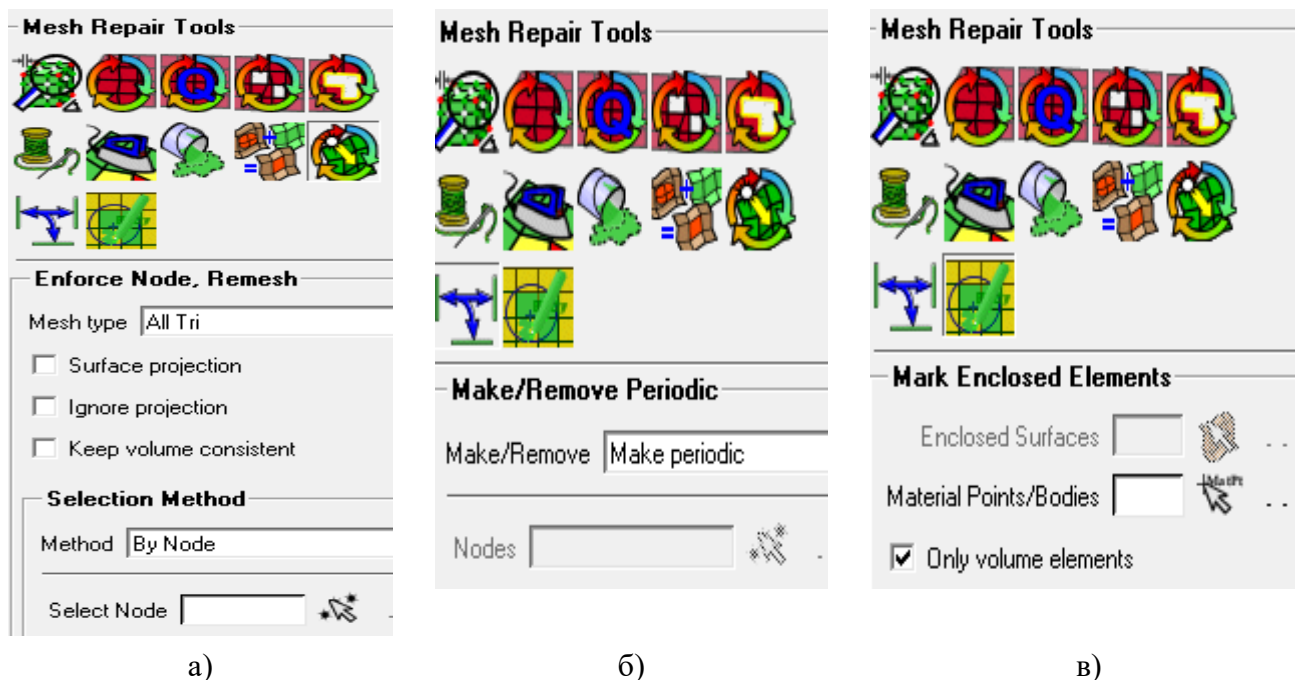 Mesh Repair Tools
Enforce Node, Remesh
Mesh type All Tri
Surface projection
Ignore projection
Keep volume consistent
Selection Method
Method By Node
Select Node
а)
Mesh Repair Tools
Make/Remove Periodic
Make/Remove Make periodic
Nodes
б)
Mesh Repair Tools
Mark Enclosed Elements
Enclosed Surfaces
Material Points/Bodies
Only volume elements
в)